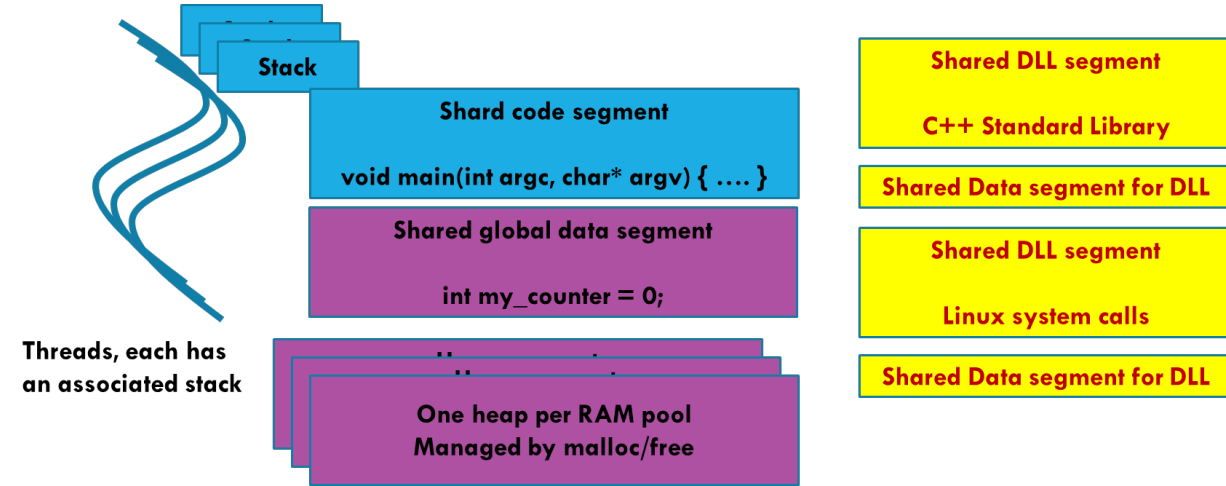 Stack
Shard code segment
void main(int argc, char* argv) { .... }
Shared global data segment
int my_counter = 0;
Threads, each has
an associated stack
One heap per RAM pool
Managed by malloc/free
Shared DLL segment
C++ Standard Library
Shared Data segment for DLL
Shared DLL segment
Linux system calls
Shared Data segment for DLL